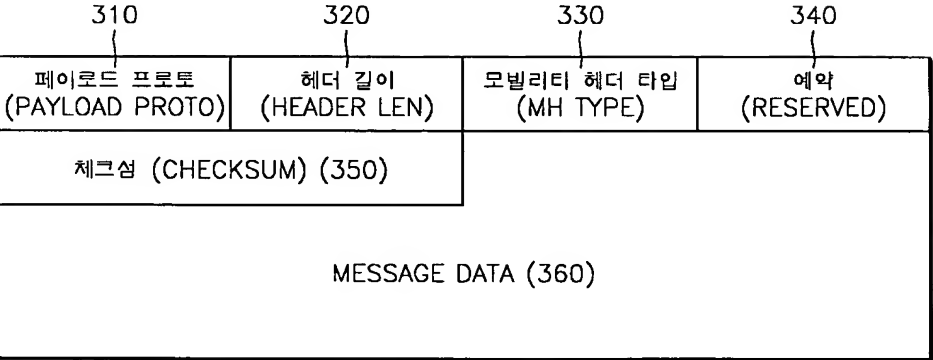 310 320 330 340
페이로드 프로토 헤더 길이 모빌리티 헤더 타입 예약
(PAYLOAD PROTO) (HEADER LEN) (MH TYPE) (RESERVED)
체크섬 (CHECKSUM) (350)
MESSAGE DATA (360)